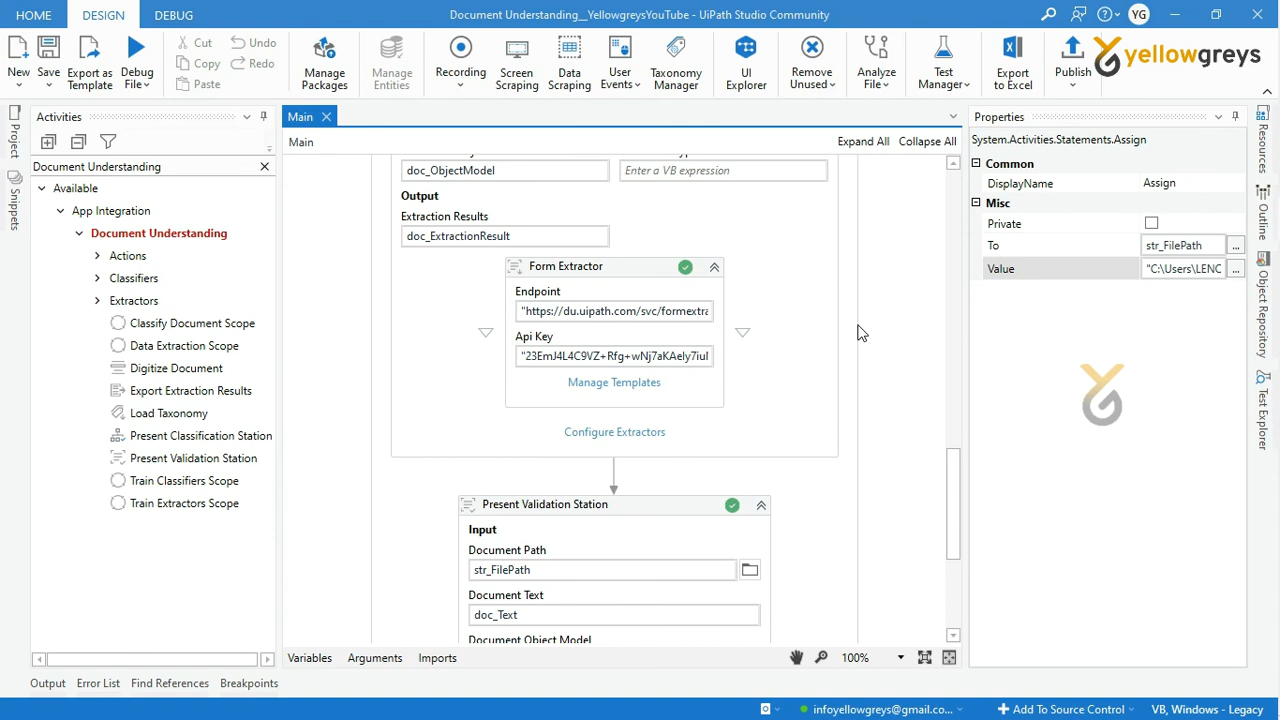 HOME DESIGN DEBUG Document Understanding__YellowgreysYouTube - UiPath Studio Community YG
New Save Export as Template Debug File Cut Copy Paste Undo Redo Manage Packages Manage Entities Recording Screen Scraping Data Scraping User Events Taxonomy Manager UI Explorer Remove Unused Analyze File Test Manager Export to Excel Publish
yellowgreys
Project
Snippets
Activities
Document Understanding
Available
App Integration
Document Understanding
Actions
Classifiers
Extractors
Classify Document Scope
Data Extraction Scope
Digitize Document
Export Extraction Results
Load Taxonomy
Present Classification Station
Present Validation Station
Train Classifiers Scope
Train Extractors Scope
Main
Main Expand All Collapse All
doc_ObjectModel Enter a VB expression
Output
Extraction Results
doc_ExtractionResult
Form Extractor
Endpoint
"https://du.uipath.com/svc/formextra
Api Key
"23EmJ4L4C9VZ+Rfg+wNj7aKAely7iul
Manage Templates
Configure Extractors
Present Validation Station
Input
Document Path
str_FilePath
Document Text
doc_Text
Document Object Model
Variables Arguments Imports 100%
Properties
System.Activities.Statements.Assign
Common
DisplayName Assign
Misc
Private
To str_FilePath ...
Value "C:\Users\LENC ...
Resources
Outline
Object Repository
Test Explorer
Output Error List Find References Breakpoints
infoyellowgreys@gmail.co... Add To Source Control VB, Windows - Legacy